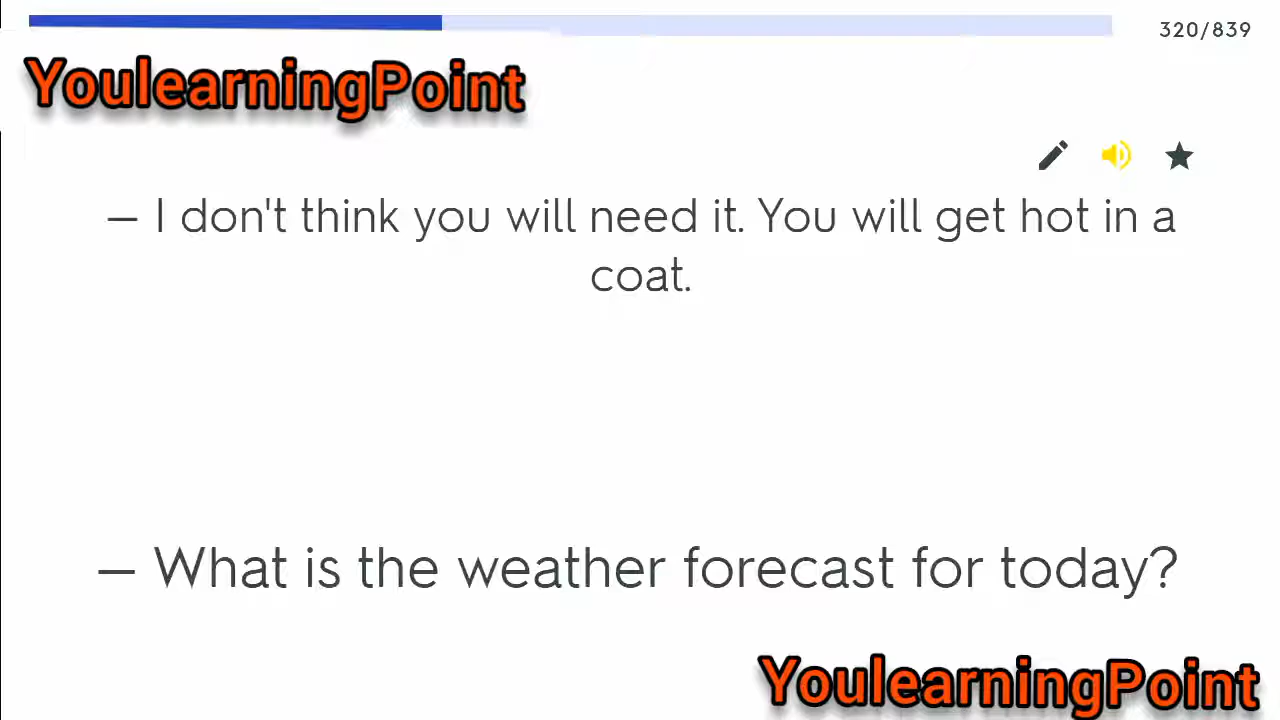 320/839
YoulearningPoint
– I don't think you will need it. You will get hot in a
coat.
– What is the weather forecast for today?
YoulearningPoint